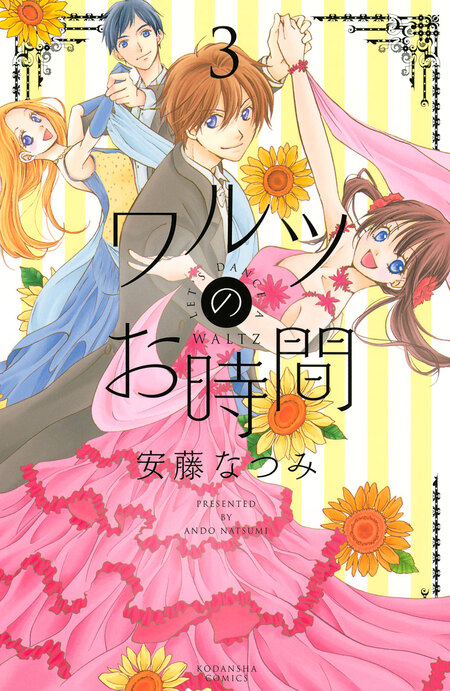 3
ワルツ
の
LET'S DANCE A
WALTZ
お時間
安藤なつみ
PRESENTED
BY
ANDO NATSUMI
KODANSHA
COMICS